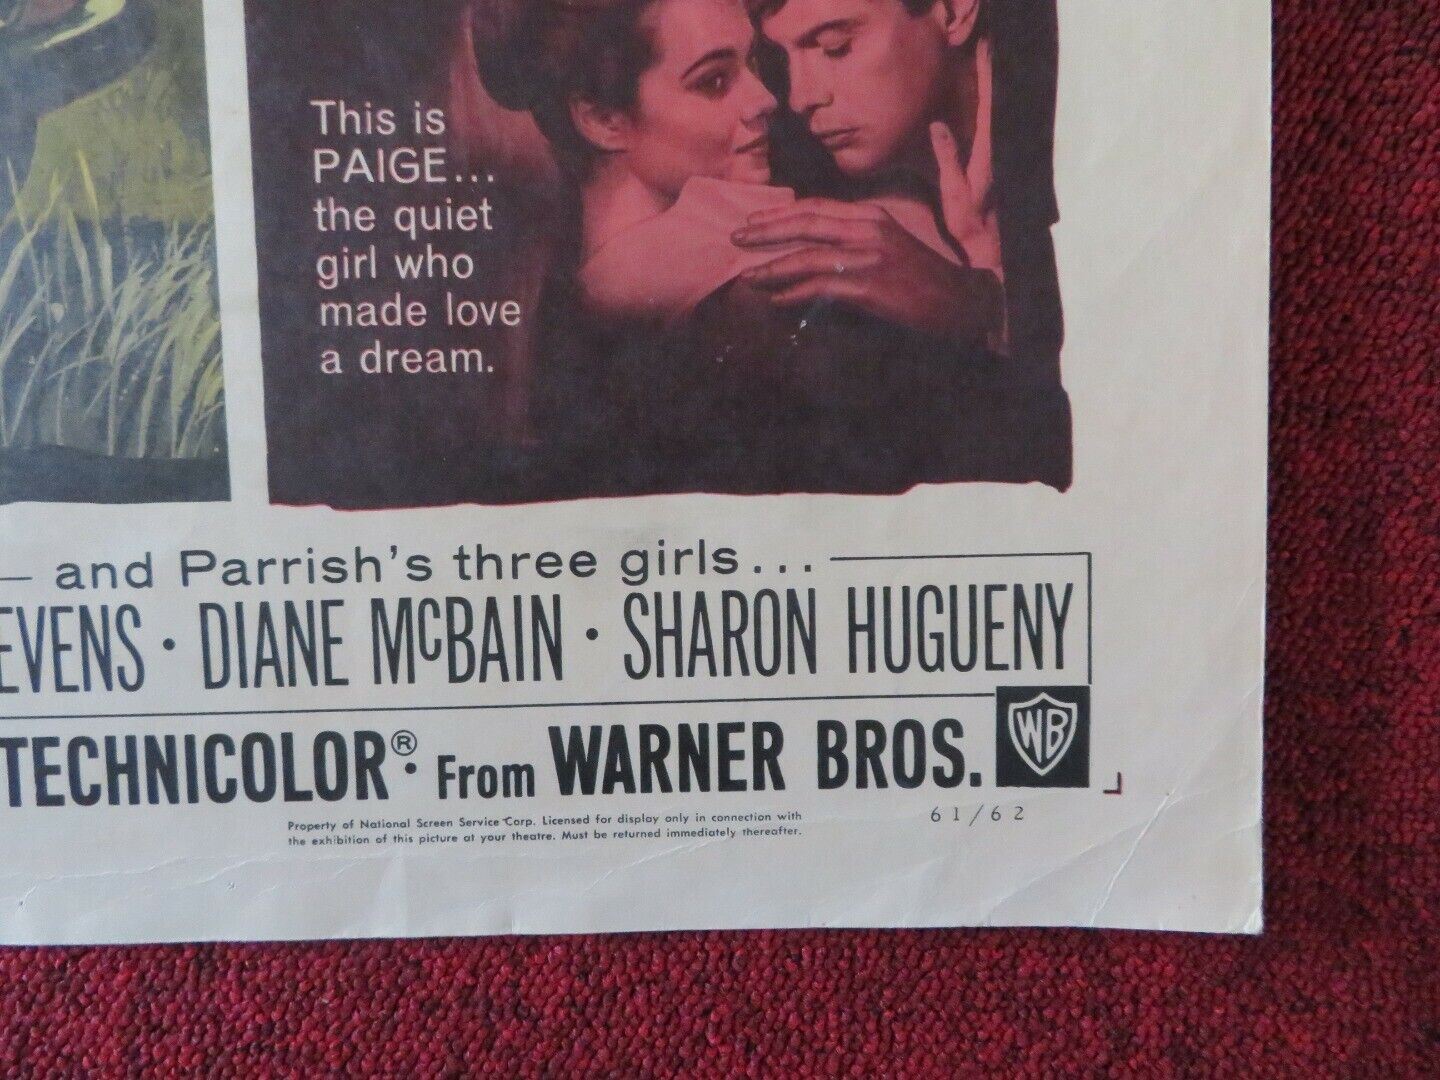 This is
PAIGE...
the quiet
girl who
made love
a dream.
and Parrish's three girls...
EVENS · DIANE McBAIN · SHARON HUGUENY
TECHNICOLOR®· From WARNER BROS. WB
Property of National Screen Service Corp. Licensed for display only in connection with
the exhibition of this picture at your theatre. Must be returned immediately thereafter.
61/62